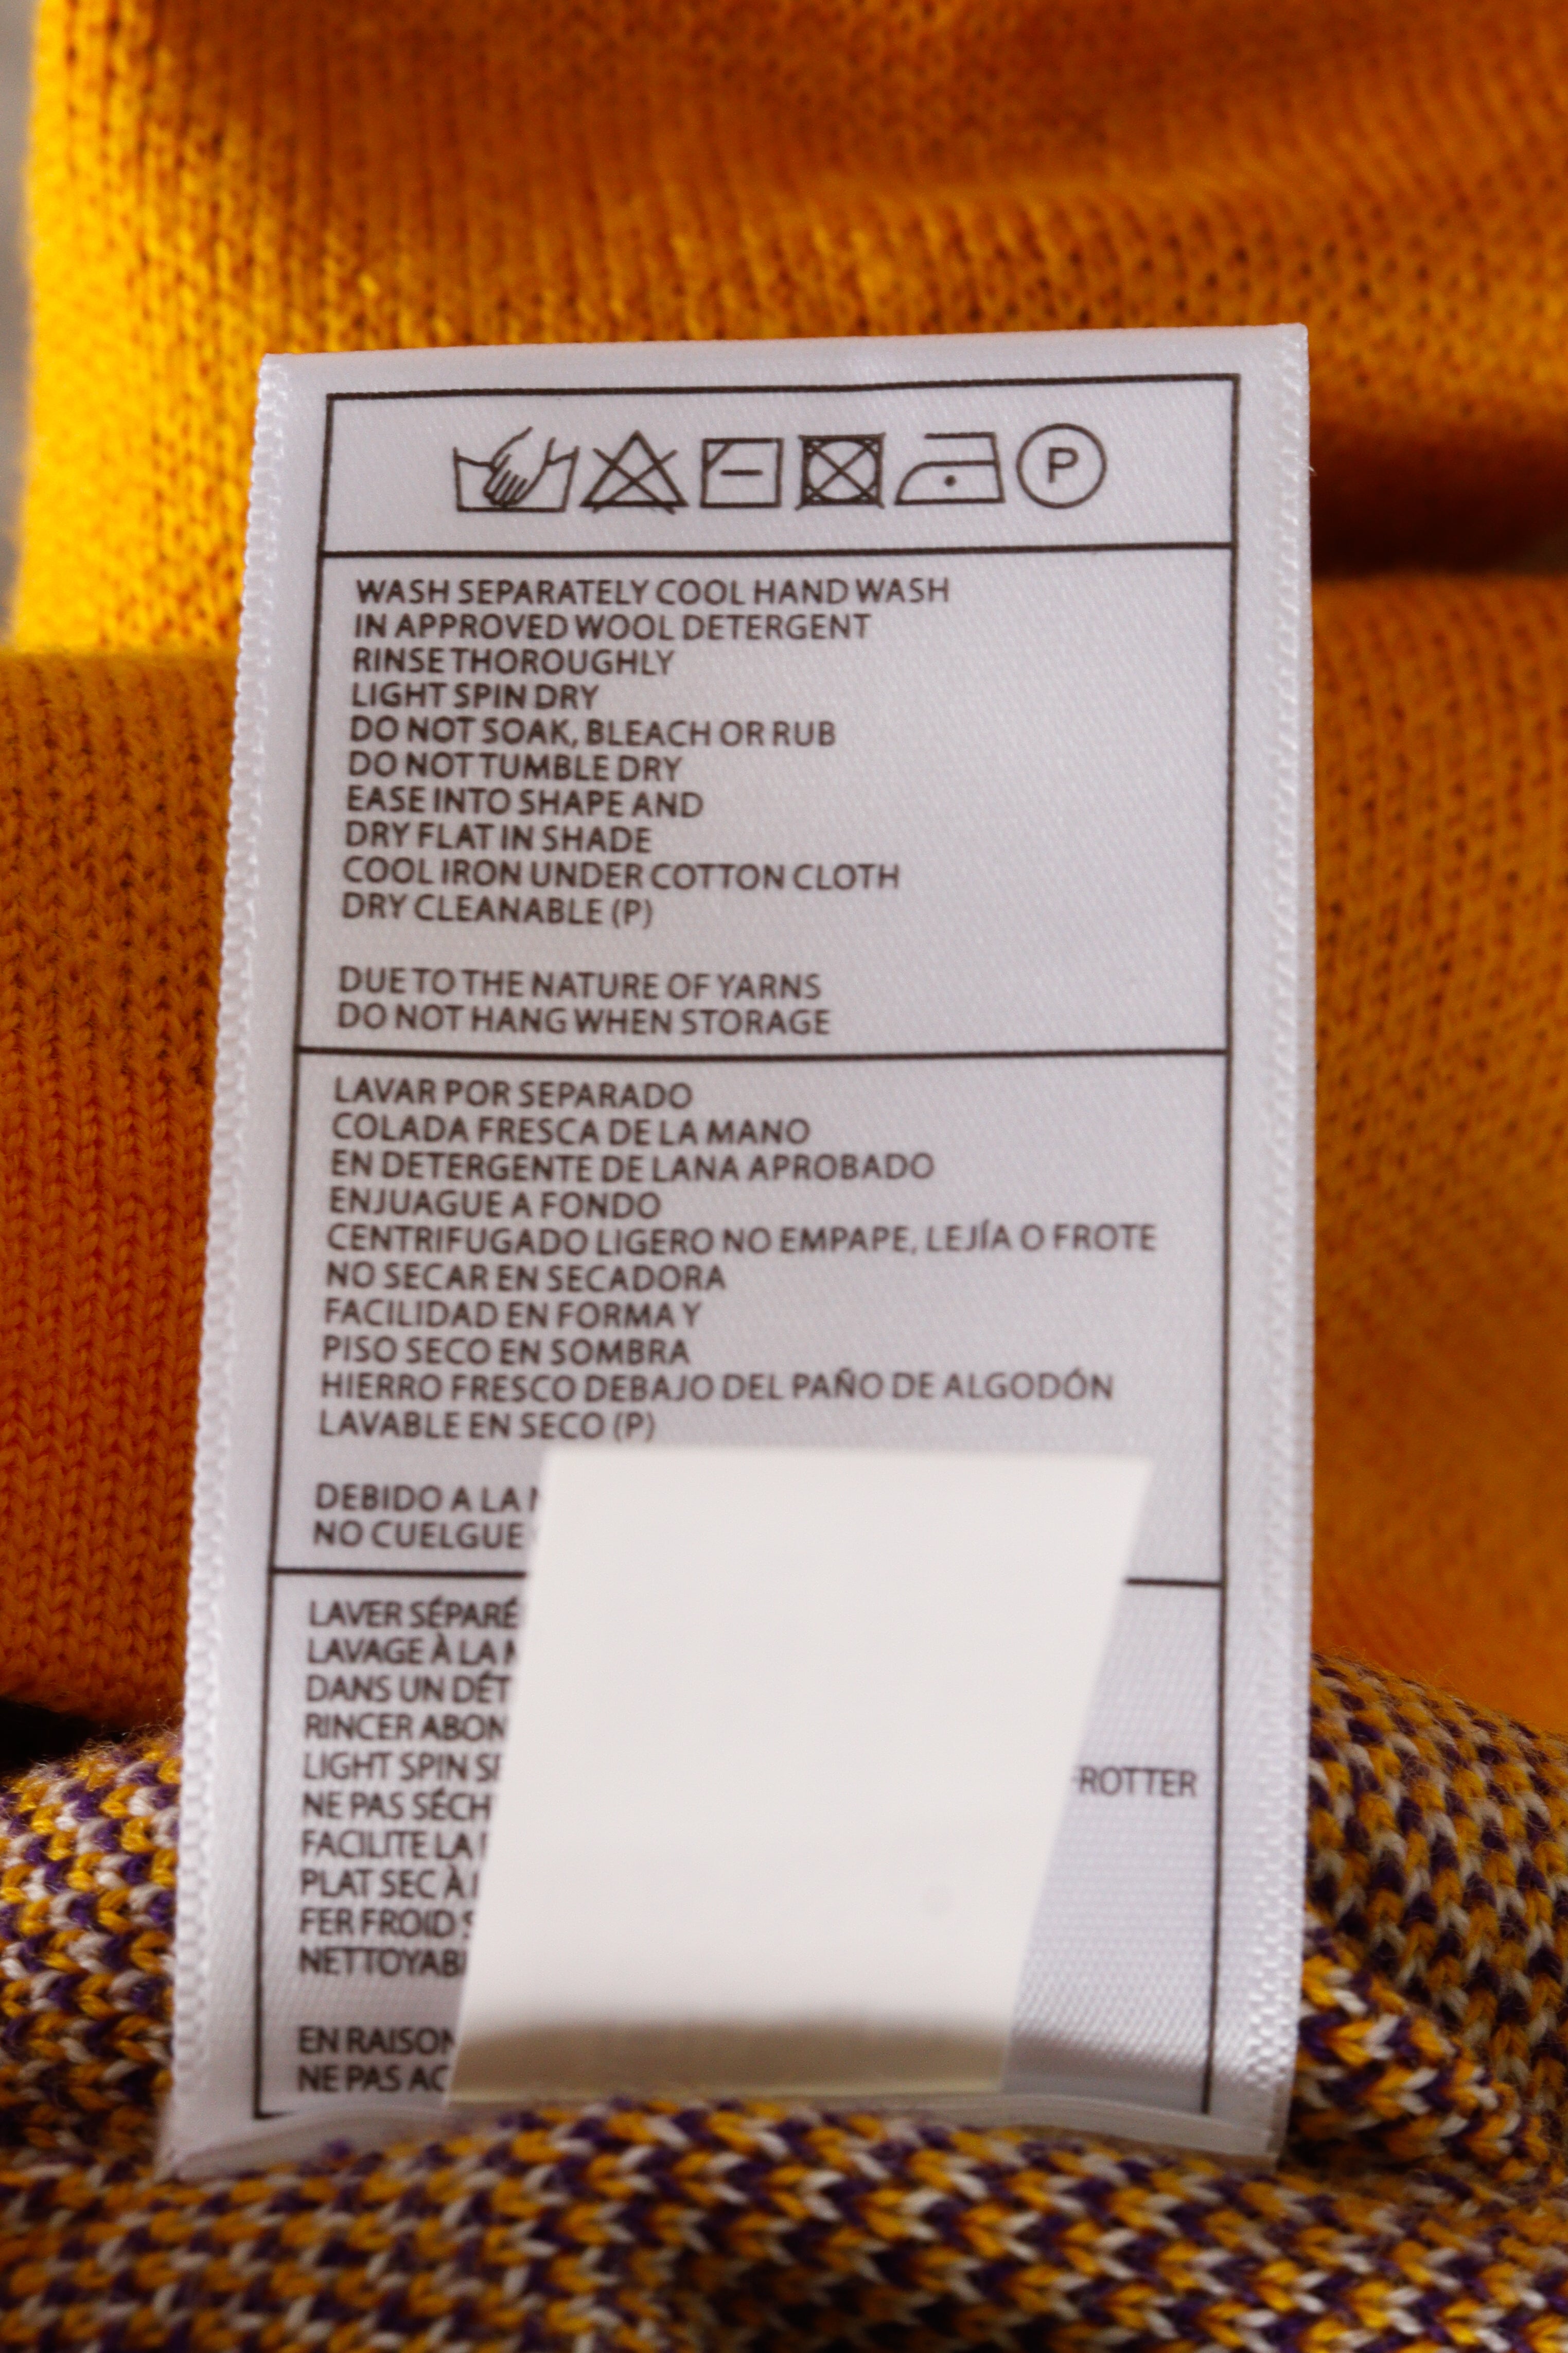 P
WASH SEPARATELY COOL HAND WASH
IN APPROVED WOOL DETERGENT
RINSE THOROUGHLY
LIGHT SPIN DRY
DO NOT SOAK, BLEACH OR RUB
DO NOT TUMBLE DRY
EASE INTO SHAPE AND
DRY FLAT IN SHADE
COOL IRON UNDER COTTON CLOTH
DRY CLEANABLE (P)
DUE TO THE NATURE OF YARNS
DO NOT HANG WHEN STORAGE
LAVAR POR SEPARADO
COLADA FRESCA DE LA MANO
EN DETERGENTE DE LANA APROBADO
ENJUAGUE A FONDO
CENTRIFUGADO LIGERO NO EMPAPE, LEJÍA O FROTE
NO SECAR EN SECADORA
FACILIDAD EN FORMA Y
PISO SECO EN SOMBRA
HIERRO FRESCO DEBAJO DEL PAÑO DE ALGODÓN
LAVABLE EN SECO (P)
DEBIDO A LA
NO CUELGUE
LAVER
LAVAGE À LA
DANS UN
RINCER
LIGHT SPIN
NE PAS
FACILITE LA
PLAT SEC À
FER FROID
EN
NE PAS